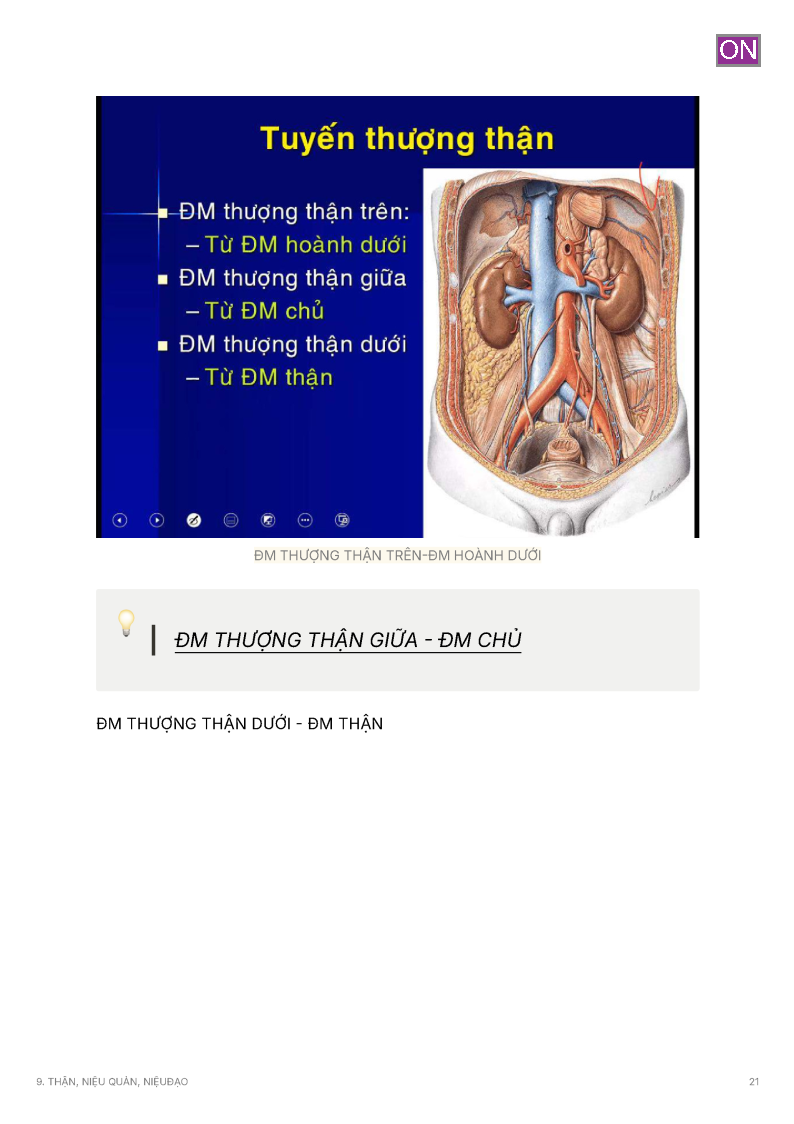 ON
Tuyến thượng thận
ĐM thượng thận trên:
– Từ ĐM hoành dưới
ĐM thượng thận giữa
– Từ ĐM chủ
ĐM thượng thận dưới
– Từ ĐM thận
ĐM THƯỢNG THẬN TRÊN-ĐM HOÀNH DƯỚI
ĐM THƯỢNG THẬN GIỮA - ĐM CHỦ
ĐM THƯỢNG THẬN DƯỚI - ĐM THẬN
9. THẬN, NIỆU QUẢN, NIỆUĐẠO
21